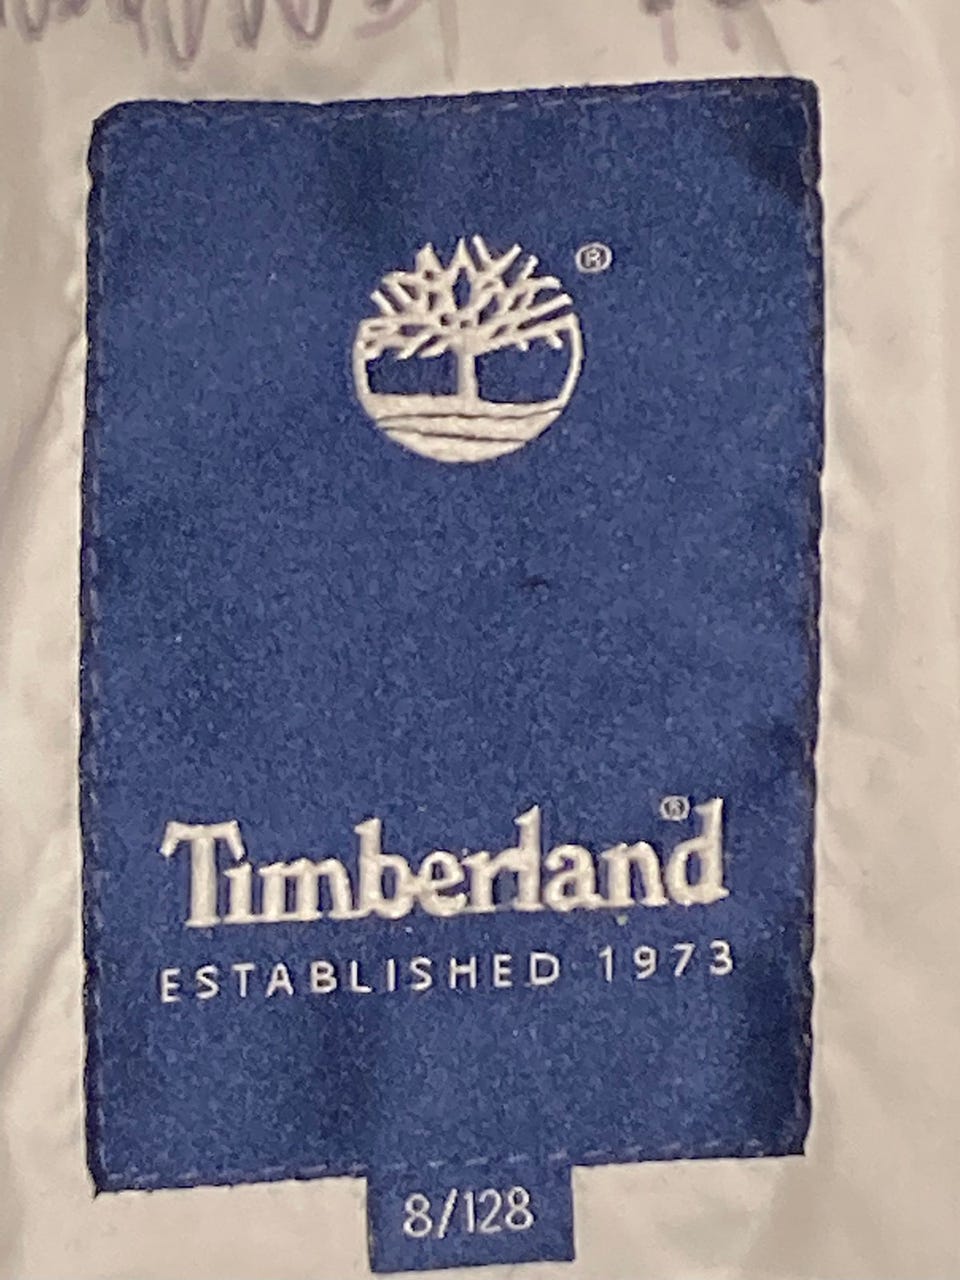 ®
Timberland®
ESTABLISHED 1973
8/128